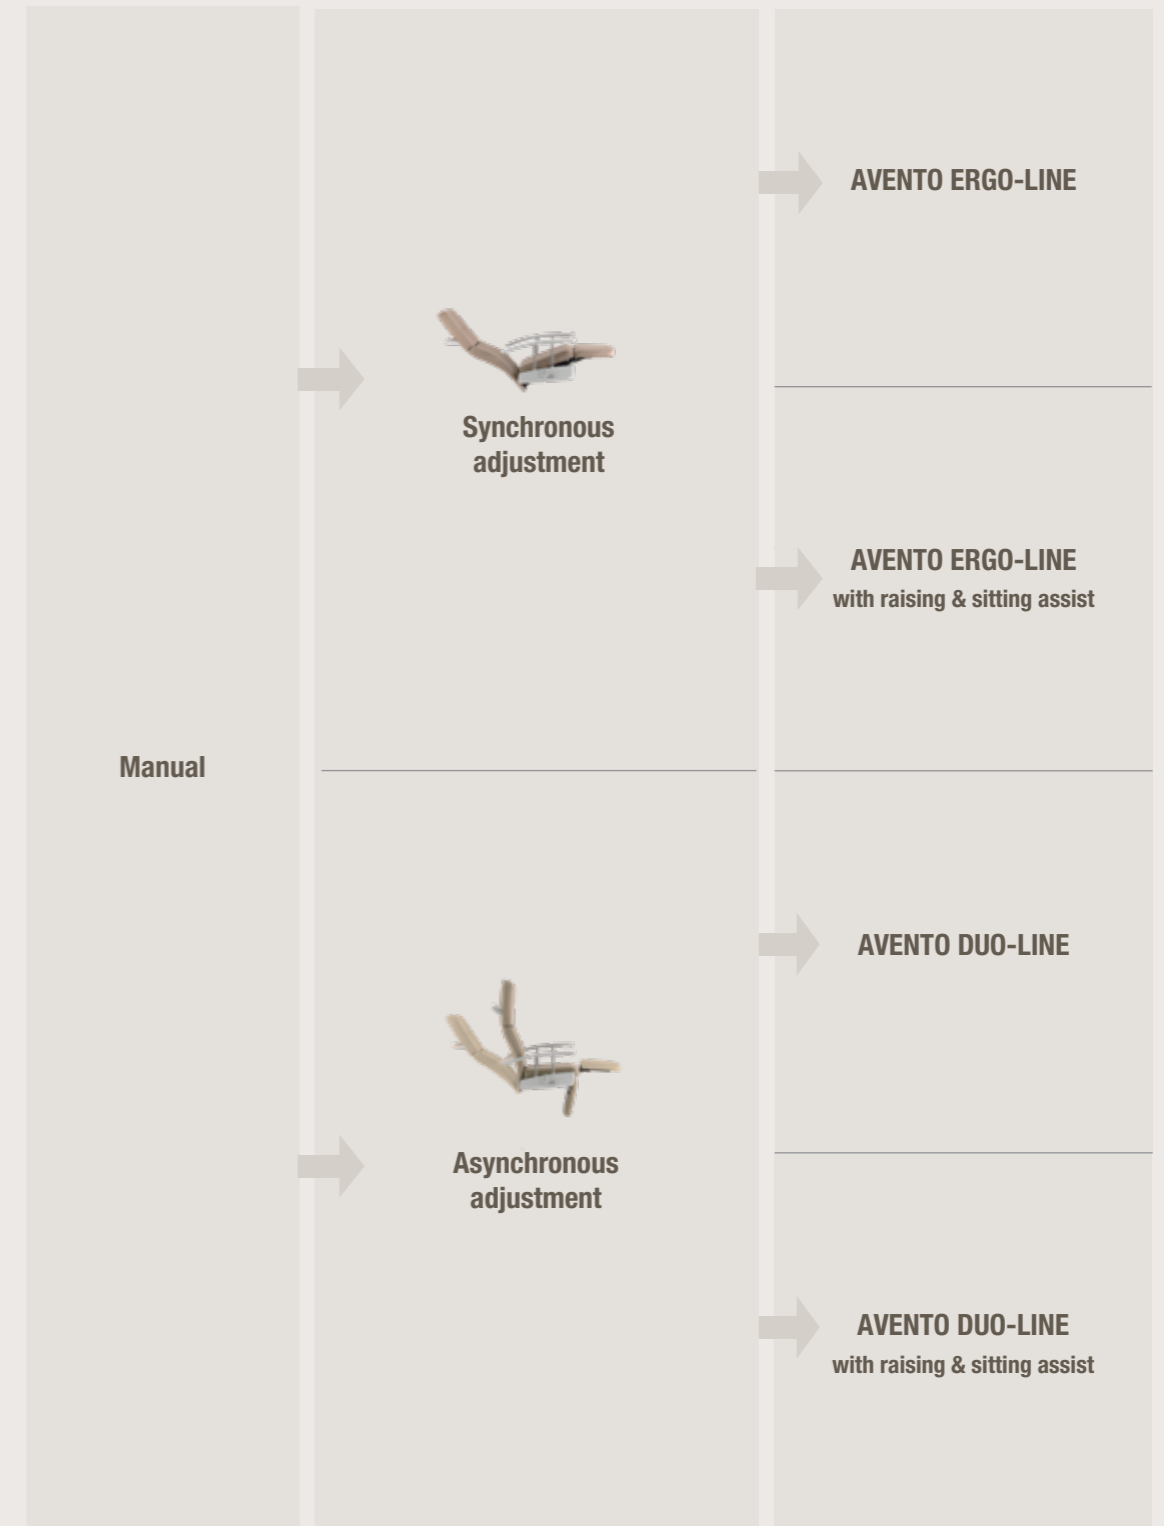 Manual
Synchronous
adjustment
AVENTO ERGO-LINE
AVENTO ERGO-LINE
with raising & sitting assist
Asynchronous
adjustment
AVENTO DUO-LINE
AVENTO DUO-LINE
with raising & sitting assist